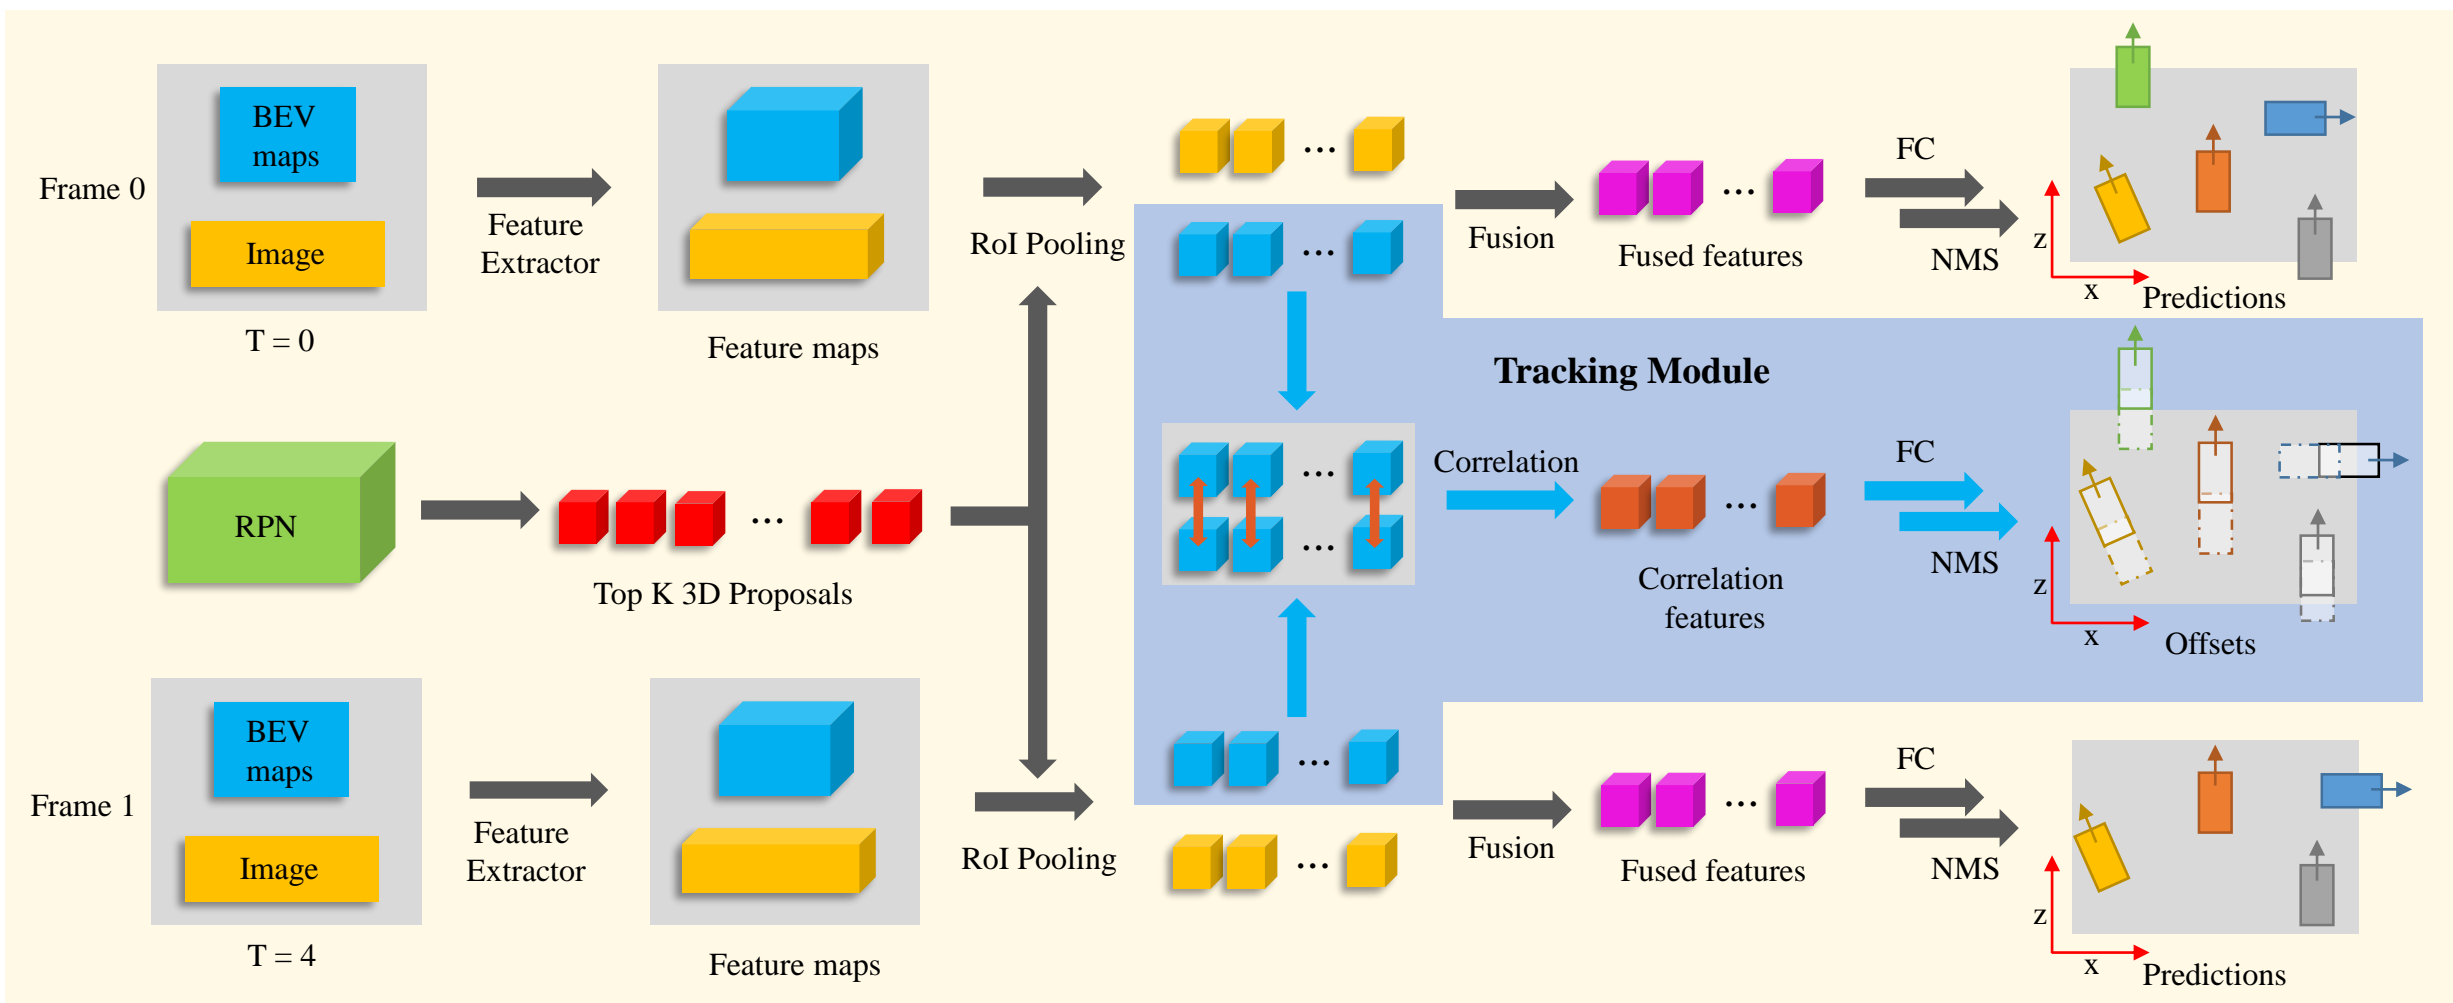 Frame 0
BEV
maps
Image
T = 0
Feature
Extractor
Feature maps
RoI Pooling
...
...
Fusion
...
Fused features
FC
NMS
z
x
Predictions
Tracking Module
RPN
...
Top K 3D Proposals
...
...
Correlation
...
Correlation
features
FC
NMS
z
x
Offsets
Frame 1
BEV
maps
Image
T = 4
Feature
Extractor
Feature maps
RoI Pooling
...
...
Fusion
...
Fused features
FC
NMS
z
x
Predictions